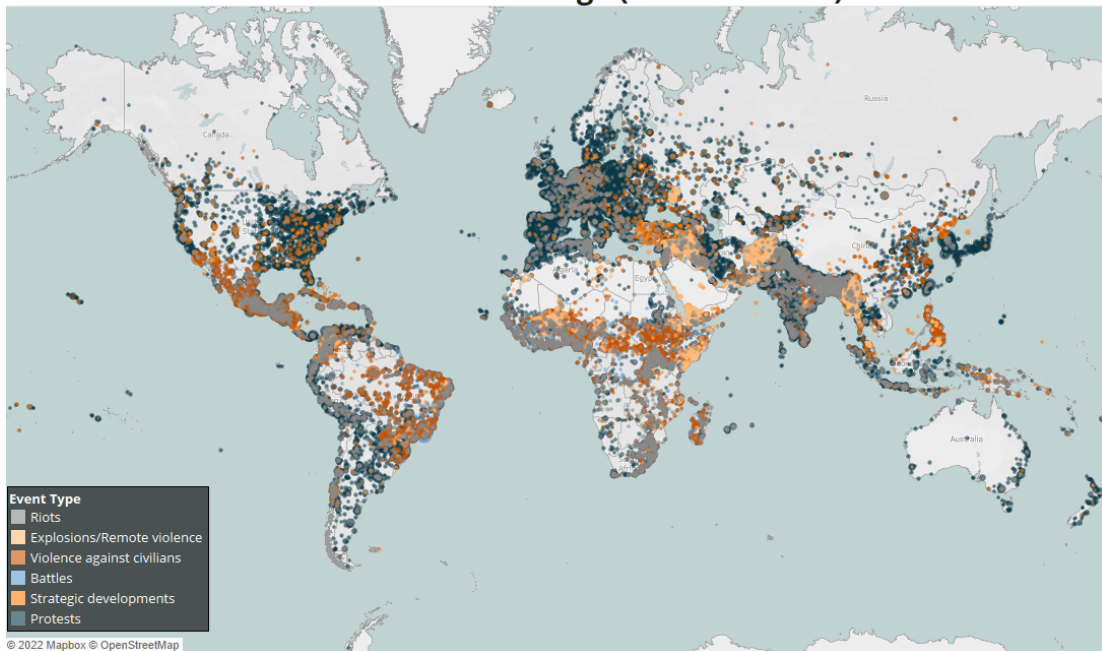 Russia
Canada
China
Algeria
Egypt
Australia
Event Type
Riots
Explosions/Remote violence
Violence against civilians
Battles
Strategic developments
Protests
© 2022 Mapbox © OpenStreetMap